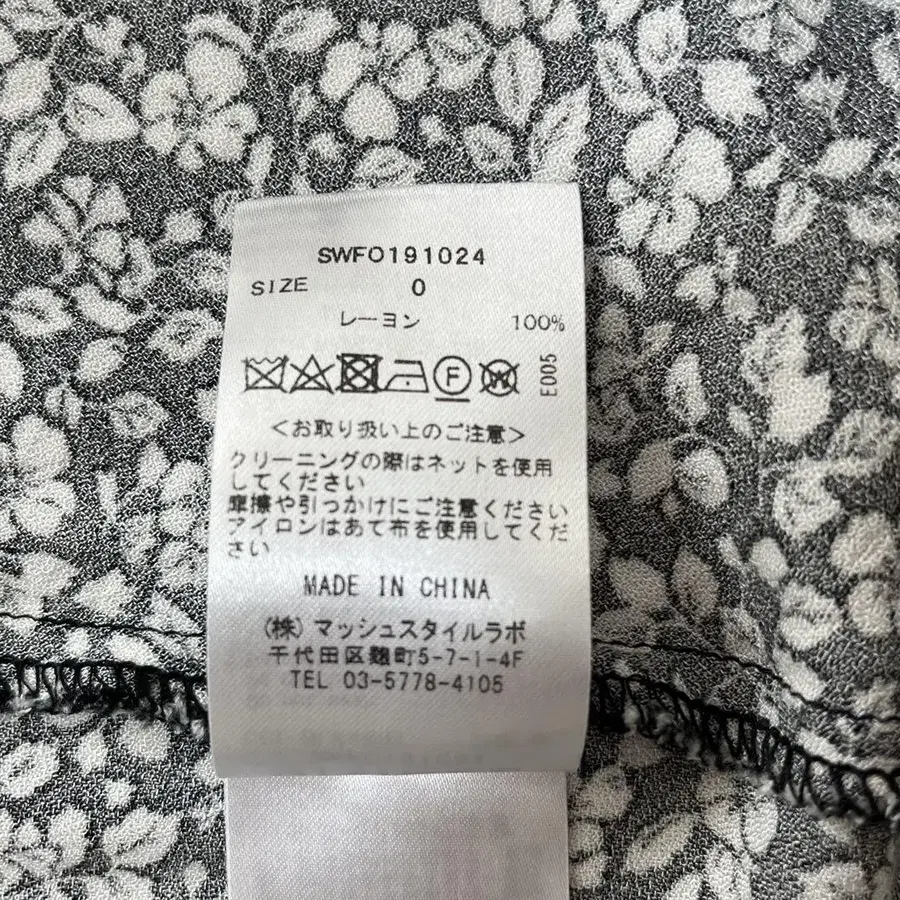 SWFO191024
SIZE 0
レーヨン 100%
F W E005
<お取り扱い上のご注意>
クリーニングの際はネットを使用
してください
摩擦や引っかけにご注意ください
アイロンはあて布を使用してくだ
さい
MADE IN CHINA
(株)マッシュスタイルラボ
千代田区麹町5-7-1-4F
TEL 03-5778-4105